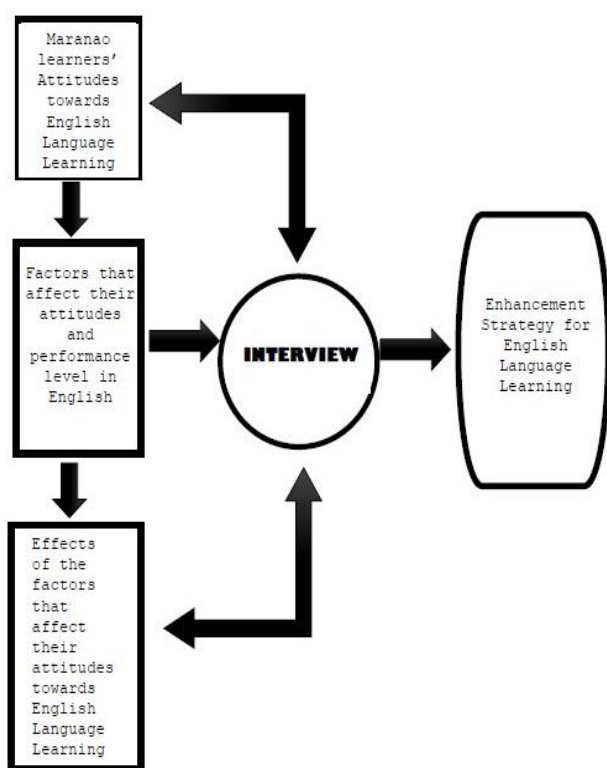 Maranao
learners'
Attitudes
towards
English
Language
Learning
Factors that
affect their
attitudes
and
performance
level in
English
INTERVIEW
Enhancement
Strategy for
English
Language
Learning
Effects
of the
factors
that
affect
their
attitudes
towards
English
Language
Learning